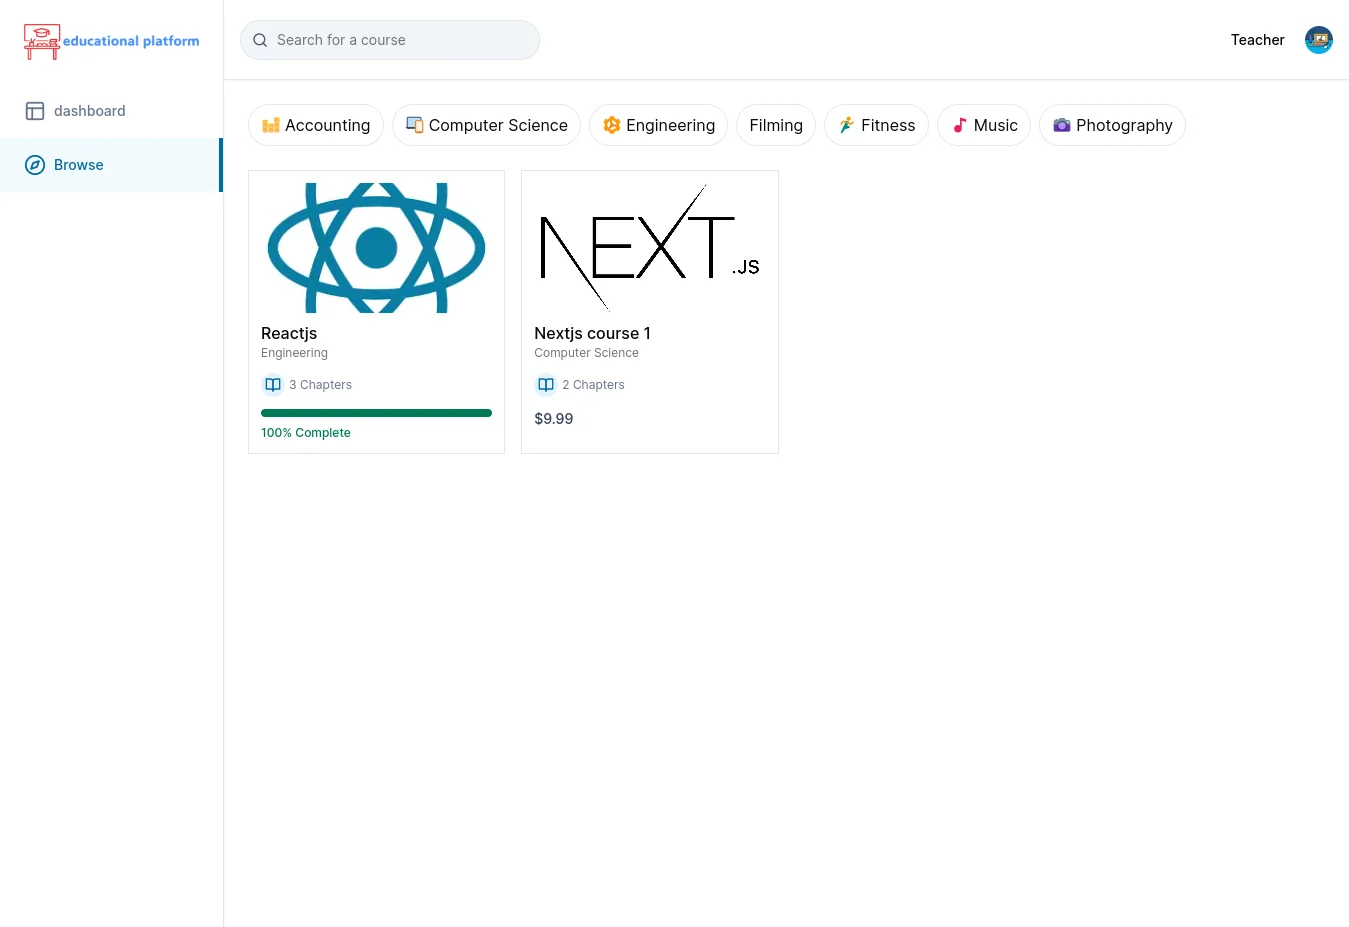 educational platform
Search for a course
Teacher
dashboard
Browse
Accounting
Computer Science
Engineering
Filming
Fitness
Music
Photography
NEXT.JS
Reactjs
Engineering
3 Chapters
100% Complete
Nextjs course 1
Computer Science
2 Chapters
$9.99